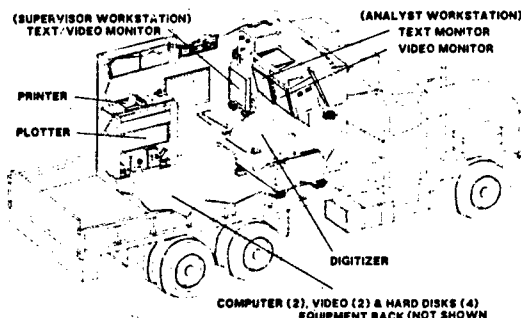 (SUPERVISOR WORKSTATION)
TEXT/VIDEO MONITOR
(ANALYST WORKSTATION)
TEXT MONITOR
VIDEO MONITOR
PRINTER
PLOTTER
DIGITIZER
COMPUTER (2), VIDEO (2) & HARD DISKS (4)
EQUIPMENT RACK (NOT SHOWN